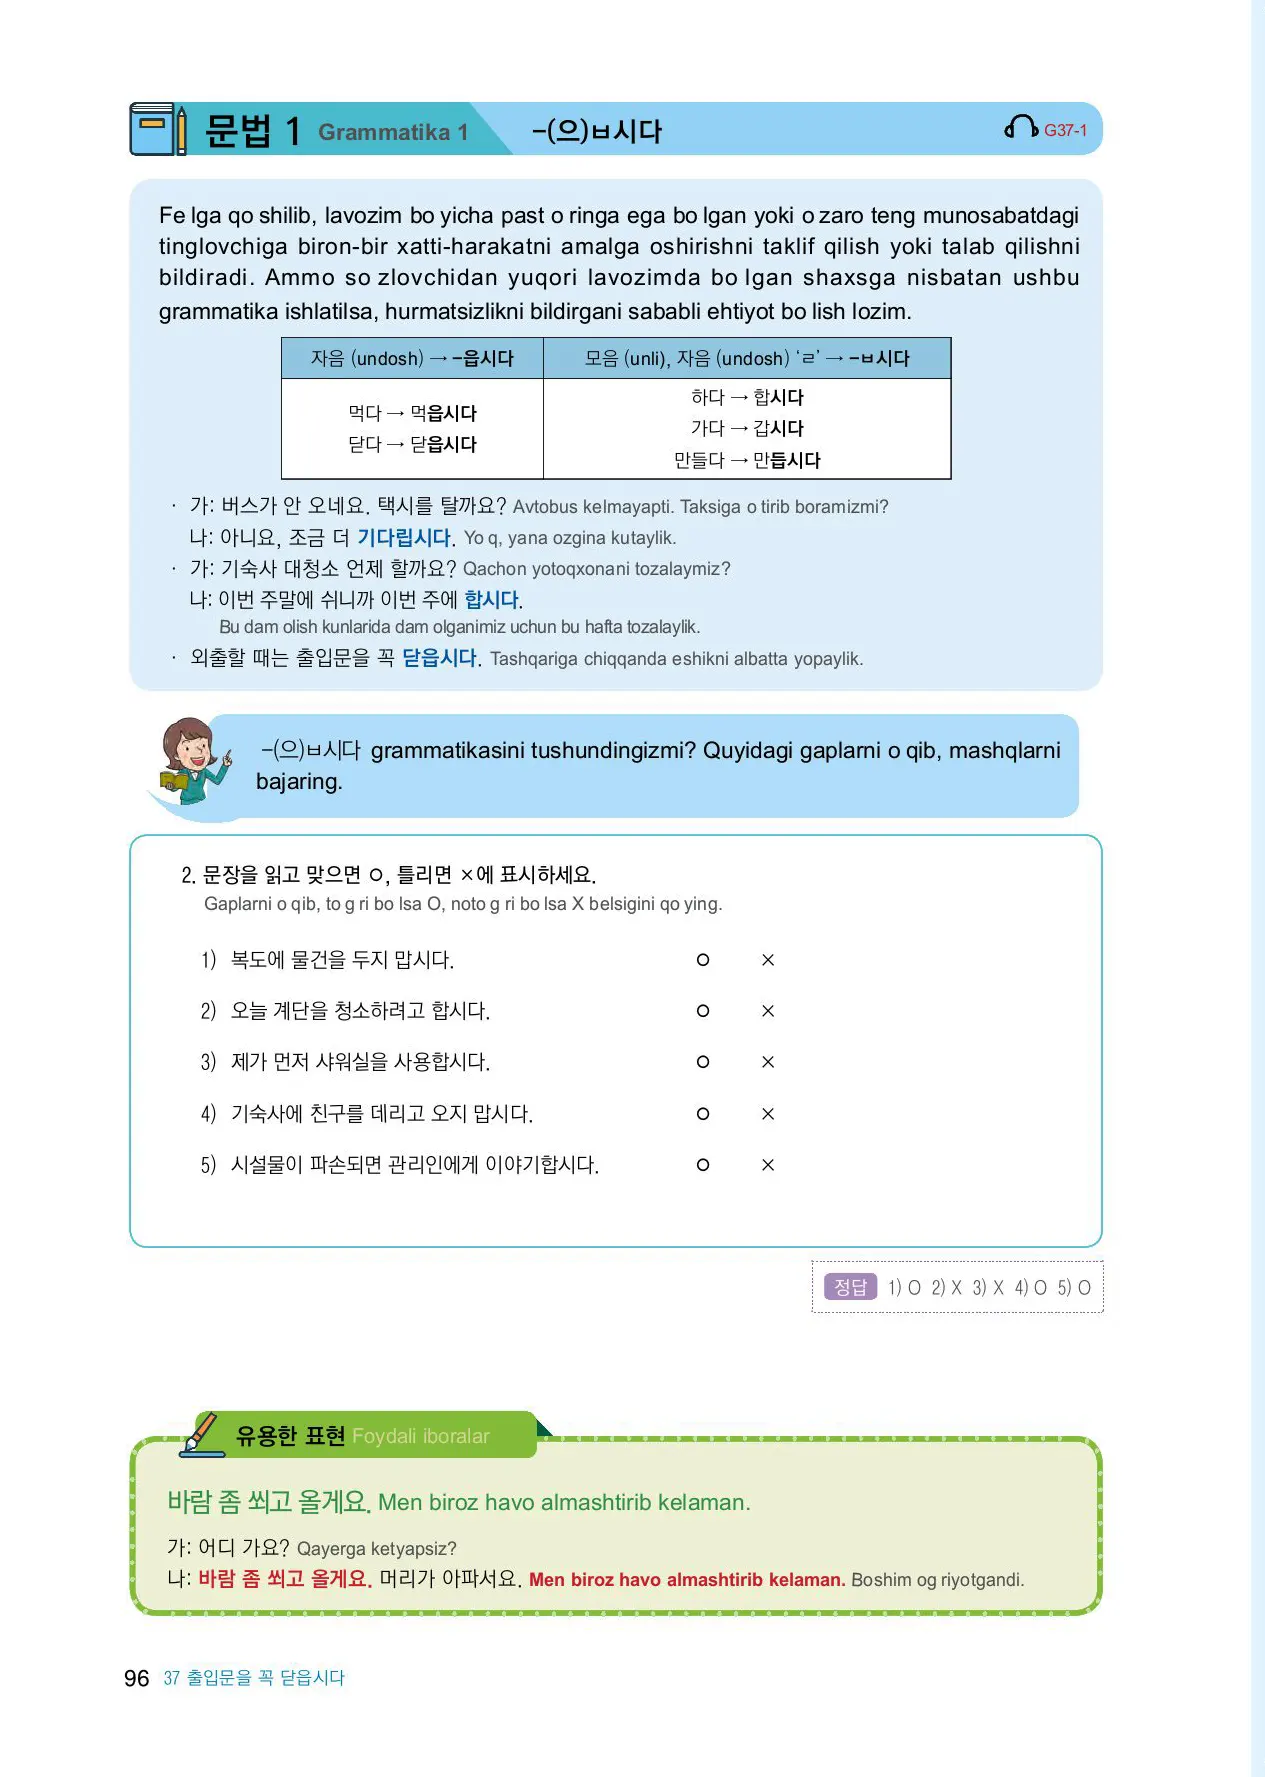 문법 1 Grammatika 1 -(으)ㅂ시다 G37-1
Fe lga qo shilib, lavozim bo yicha past o ringa ega bo lgan yoki o zaro teng munosabatdagi
tinglovchiga biron-bir xatti-harakatni amalga oshirishni taklif qilish yoki talab qilishni
bildiradi. Ammo so zlovchidan yuqori lavozimda bo lgan shaxsga nisbatan ushbu
grammatika ishlatilsa, hurmatsizlikni bildirgani sababli ehtiyot bo lish lozim.
자음 (undosh) → -읍시다 모음 (unli), 자음 (undosh) ‘ㄹ’ → -ㅂ시다
먹다 → 먹읍시다
닫다 → 닫읍시다
하다 → 합시다
가다 → 갑시다
만들다 → 만듭시다
· 가: 버스가 안 오네요. 택시를 탈까요? Avtobus kelmayapti. Taksiga o tirib boramizmi?
나: 아니요, 조금 더 기다립시다. Yo q, yana ozgina kutaylik.
· 가: 기숙사 대청소 언제 할까요? Qachon yotoqxonani tozalaymiz?
나: 이번 주말에 쉬니까 이번 주에 합시다.
Bu dam olish kunlarida dam olganimiz uchun bu hafta tozalaylik.
· 외출할 때는 출입문을 꼭 닫읍시다. Tashqariga chiqqanda eshikni albatta yopaylik.
-(으)ㅂ시다 grammatikasini tushundingizmi? Quyidagi gaplarni o qib, mashqlarni
bajaring.
2. 문장을 읽고 맞으면 ㅇ, 틀리면 ×에 표시하세요.
Gaplarni o qib, to g ri bo lsa O, noto g ri bo lsa X belsigini qo ying.
1) 복도에 물건을 두지 맙시다. ㅇ ×
2) 오늘 계단을 청소하려고 합시다. ㅇ ×
3) 제가 먼저 샤워실을 사용합시다. ㅇ ×
4) 기숙사에 친구를 데리고 오지 맙시다. ㅇ ×
5) 시설물이 파손되면 관리인에게 이야기합시다. ㅇ ×
정답 1) O 2) X 3) X 4) O 5) O
유용한 표현 Foydali iboralar
바람 좀 쐬고 올게요. Men biroz havo almashtirib kelaman.
가: 어디 가요? Qayerga ketyapsiz?
나: 바람 좀 쐬고 올게요. 머리가 아파서요. Men biroz havo almashtirib kelaman. Boshim og riyotgandi.
96 37 출입문을 꼭 닫읍시다